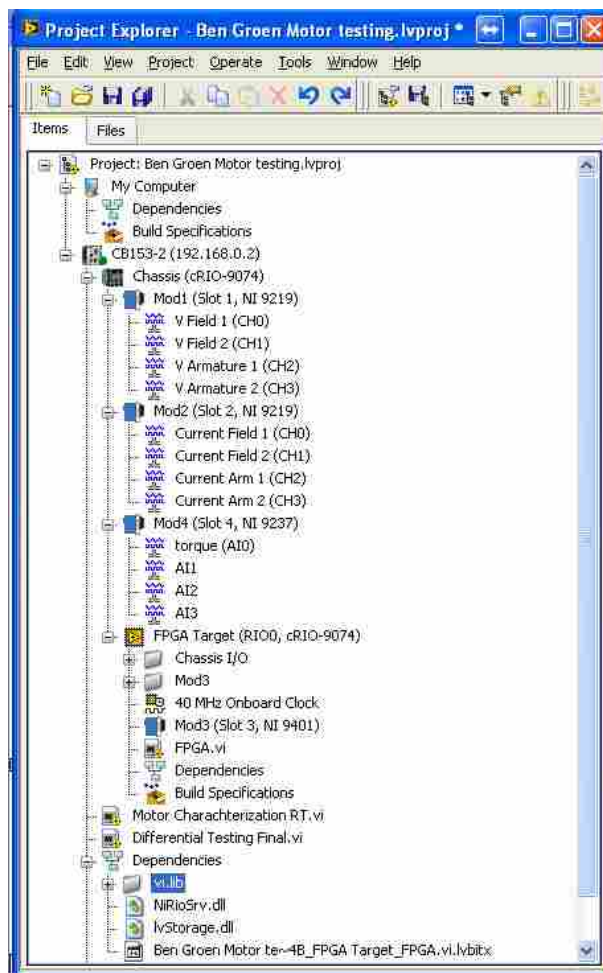 Project Explorer - Ben Groen Motor testing.lvproj *
File Edit View Project Operate Tools Window Help
Items Files
Project: Ben Groen Motor testing.lvproj
My Computer
Dependencies
Build Specifications
CB153-2 (192.168.0.2)
Chassis (cRIO-9074)
Mod1 (Slot 1, NI 9219)
V Field 1 (CH0)
V Field 2 (CH1)
V Armature 1 (CH2)
V Armature 2 (CH3)
Mod2 (Slot 2, NI 9219)
Current Field 1 (CH0)
Current Field 2 (CH1)
Current Arm 1 (CH2)
Current Arm 2 (CH3)
Mod4 (Slot 4, NI 9237)
torque (AI0)
AI1
AI2
AI3
FPGA Target (RIO0, cRIO-9074)
Chassis I/O
Mod3
40 MHz Onboard Clock
Mod3 (Slot 3, NI 9401)
FPGA.vi
Dependencies
Build Specifications
Motor Charachterization RT.vi
Differential Testing Final.vi
Dependencies
vi.lib
NiRioSrv.dll
lvStorage.dll
Ben Groen Motor te~4B_FPGA Target_FPGA.vi.lvbitx